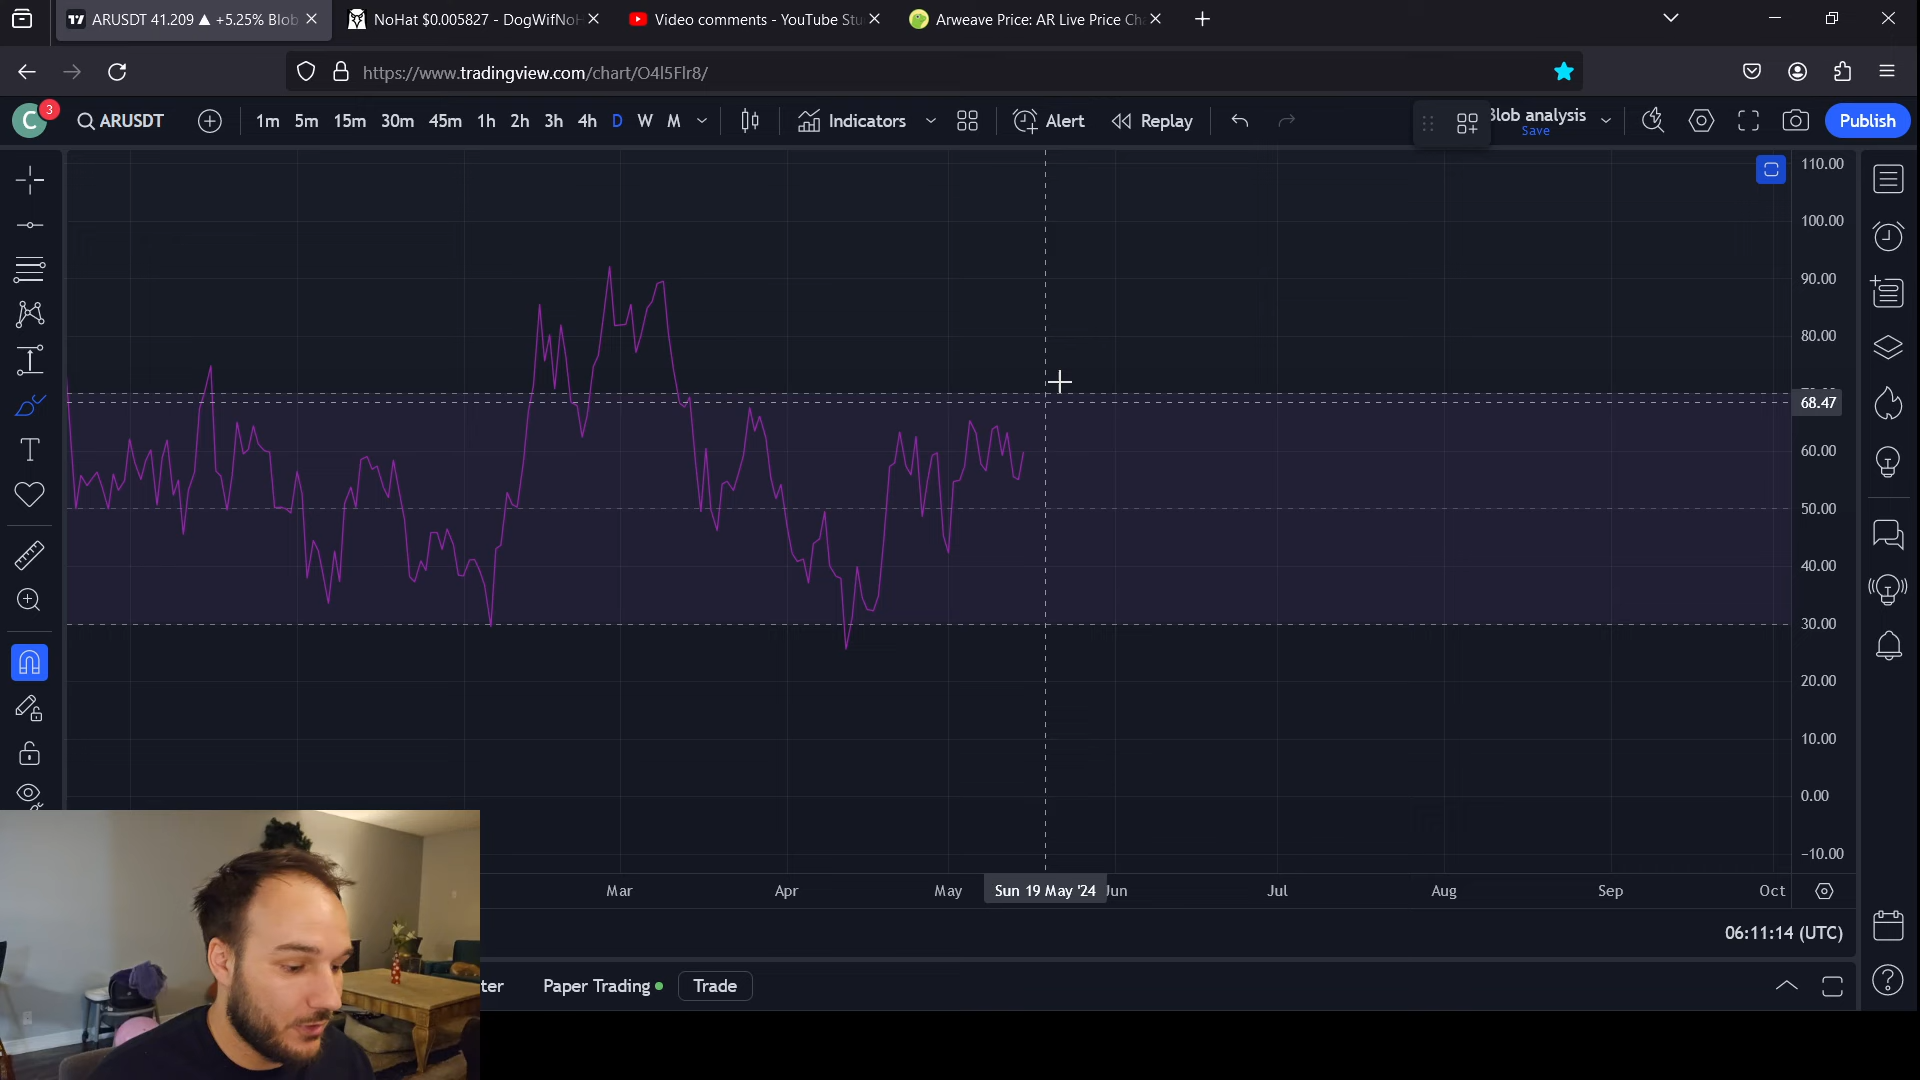 ARUSDT 41.209 ▲ +5.25% Blob
NoHat $0.005827 - DogWifNoH
Video comments - YouTube Stu
Arweave Price: AR Live Price Cha
https://www.tradingview.com/chart/O4I5FIr8/
C
3
ARUSDT
1m 5m 15m 30m 45m 1h 2h 3h 4h D W M
Indicators
Alert
Replay
Blob analysis
Save
Publish
110.00
100.00
90.00
80.00
68.47
60.00
50.00
40.00
30.00
20.00
10.00
0.00
−10.00
Mar Apr May Sun 19 May '24 Jun Jul Aug Sep Oct
06:11:14 (UTC)
ter
Paper Trading
Trade